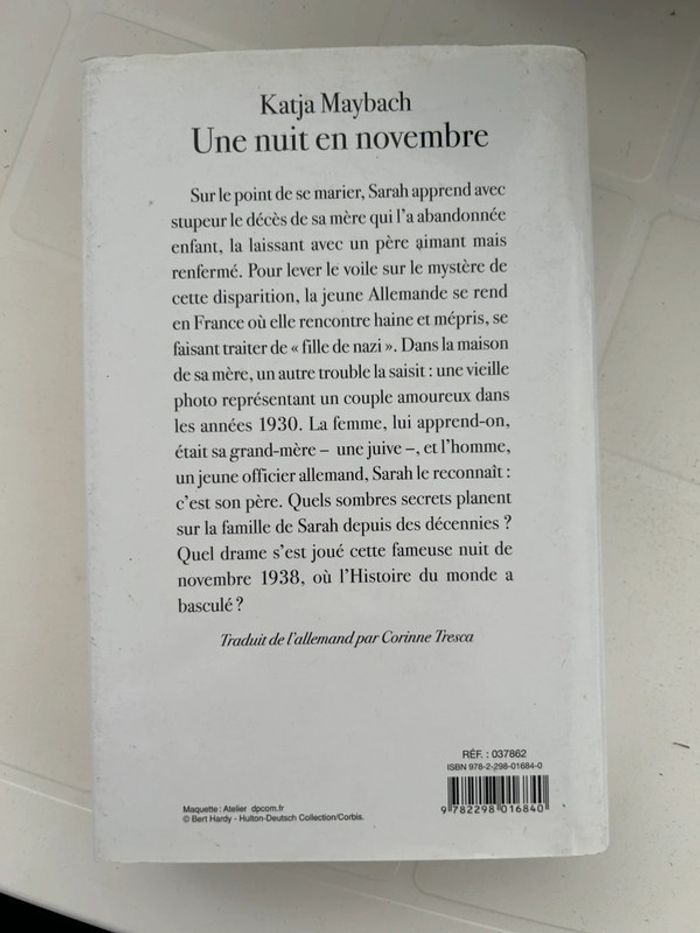 Katja Maybach
Une nuit en novembre
Sur le point de se marier, Sarah apprend avec
stupeur le décès de sa mère qui l'a abandonnée
enfant, la laissant avec un père aimant mais
renfermé. Pour lever le voile sur le mystère de
cette disparition, la jeune Allemande se rend
en France où elle rencontre haine et mépris, se
faisant traiter de « fille de nazi ». Dans la maison
de sa mère, un autre trouble la saisit : une vieille
photo représentant un couple amoureux dans
les années 1930. La femme, lui apprend-on,
était sa grand-mère – une juive –, et l'homme,
un jeune officier allemand, Sarah le reconnaît :
c'est son père. Quels sombres secrets planent
sur la famille de Sarah depuis des décennies ?
Quel drame s'est joué cette fameuse nuit de
novembre 1938, où l'Histoire du monde a
basculé ?
Traduit de l'allemand par Corinne Tresca
RÉF. : 037862
ISBN 978-2-298-01684-0
9 782298 016840
Maquette : Atelier dpcom.fr
© Bert Hardy - Hulton-Deutsch Collection/Corbis.